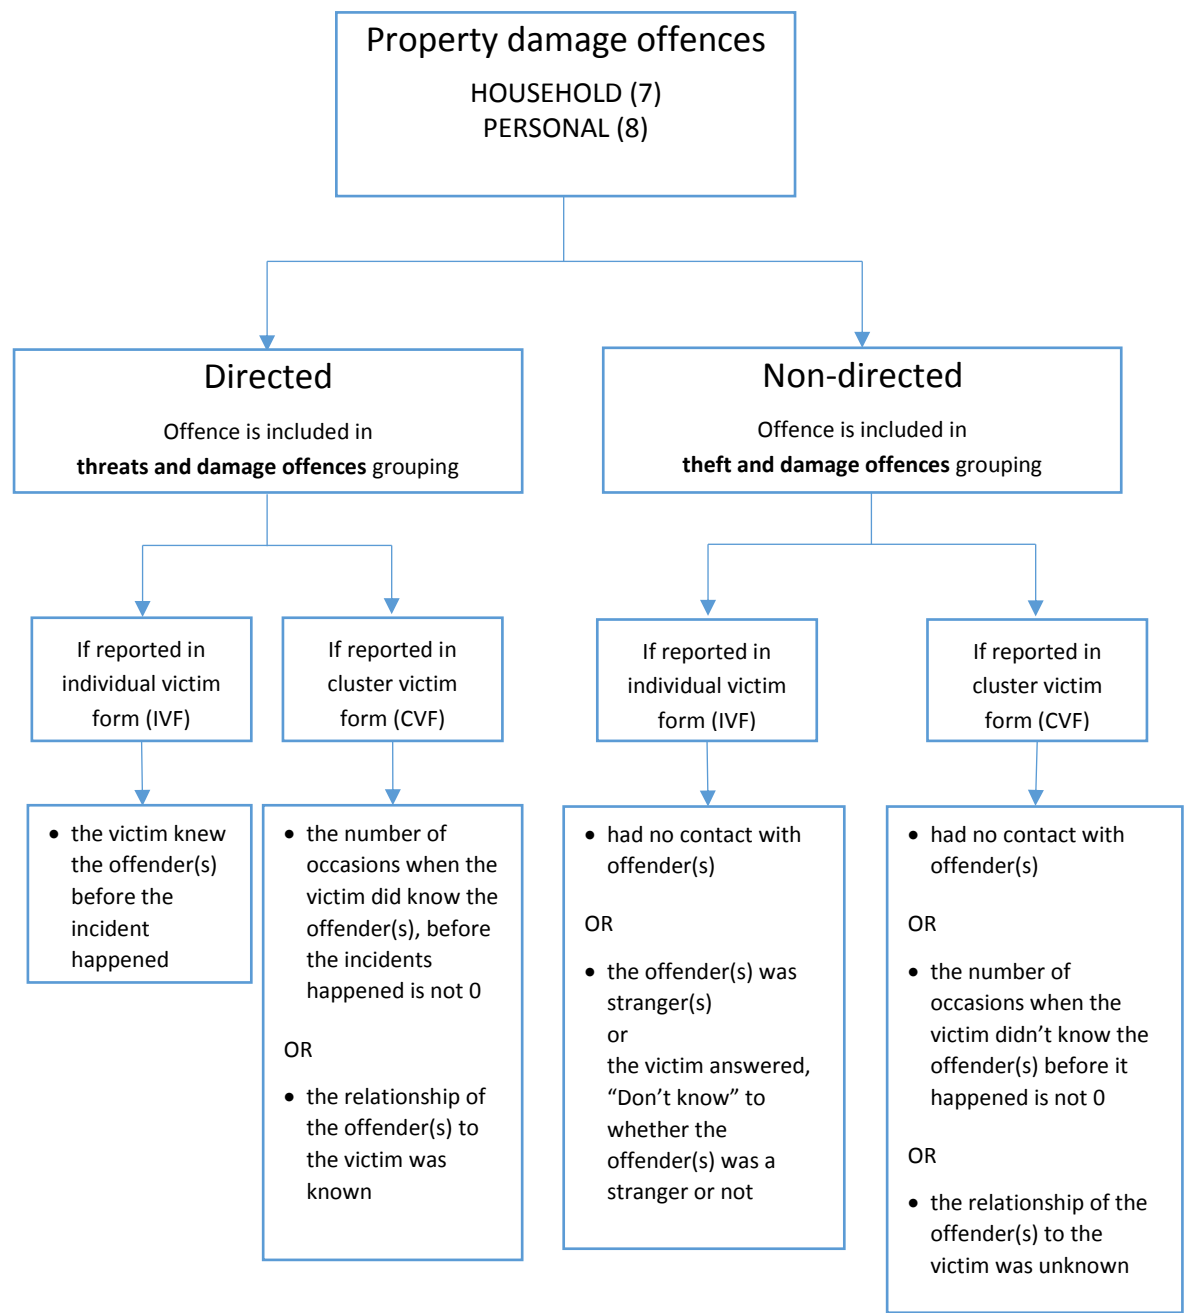 Property damage offences
HOUSEHOLD (7)
PERSONAL (8)
Directed
Offence is included in
threats and damage offences grouping
Non-directed
Offence is included in
theft and damage offences grouping
If reported in
individual victim
form (IVF)
If reported in
cluster victim
form (CVF)
If reported in
individual victim
form (IVF)
If reported in
cluster victim
form (CVF)
• the victim knew
the offender(s)
before the
incident
happened
• the number of
occasions when the
victim did know the
offender(s), before
the incidents
happened is not 0
OR
• the relationship of
the offender(s) to
the victim was
known
• had no contact with
offender(s)
OR
• the offender(s) was
stranger(s)
or
the victim answered,
“Don’t know” to
whether the
offender(s) was a
stranger or not
• had no contact with
offender(s)
OR
• the number of
occasions when the
victim didn’t know the
offender(s) before it
happened is not 0
OR
• the relationship of the
offender(s) to the
victim was unknown